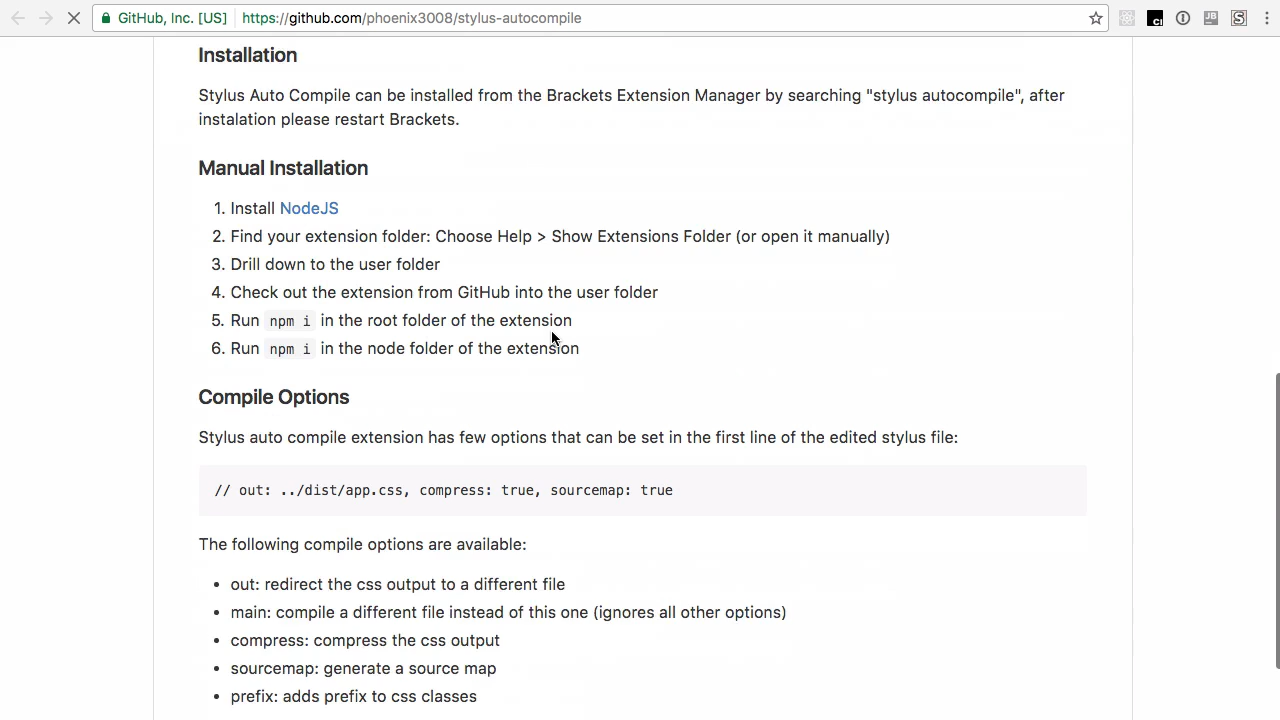 GitHub, Inc. [US] https://github.com/phoenix3008/stylus-autocompile
Installation
Stylus Auto Compile can be installed from the Brackets Extension Manager by searching "stylus autocompile", after
instalation please restart Brackets.
Manual Installation
1. Install NodeJS
2. Find your extension folder: Choose Help > Show Extensions Folder (or open it manually)
3. Drill down to the user folder
4. Check out the extension from GitHub into the user folder
5. Run npm i in the root folder of the extension
6. Run npm i in the node folder of the extension
Compile Options
Stylus auto compile extension has few options that can be set in the first line of the edited stylus file:
// out: ../dist/app.css, compress: true, sourcemap: true
The following compile options are available:
• out: redirect the css output to a different file
• main: compile a different file instead of this one (ignores all other options)
• compress: compress the css output
• sourcemap: generate a source map
• prefix: adds prefix to css classes